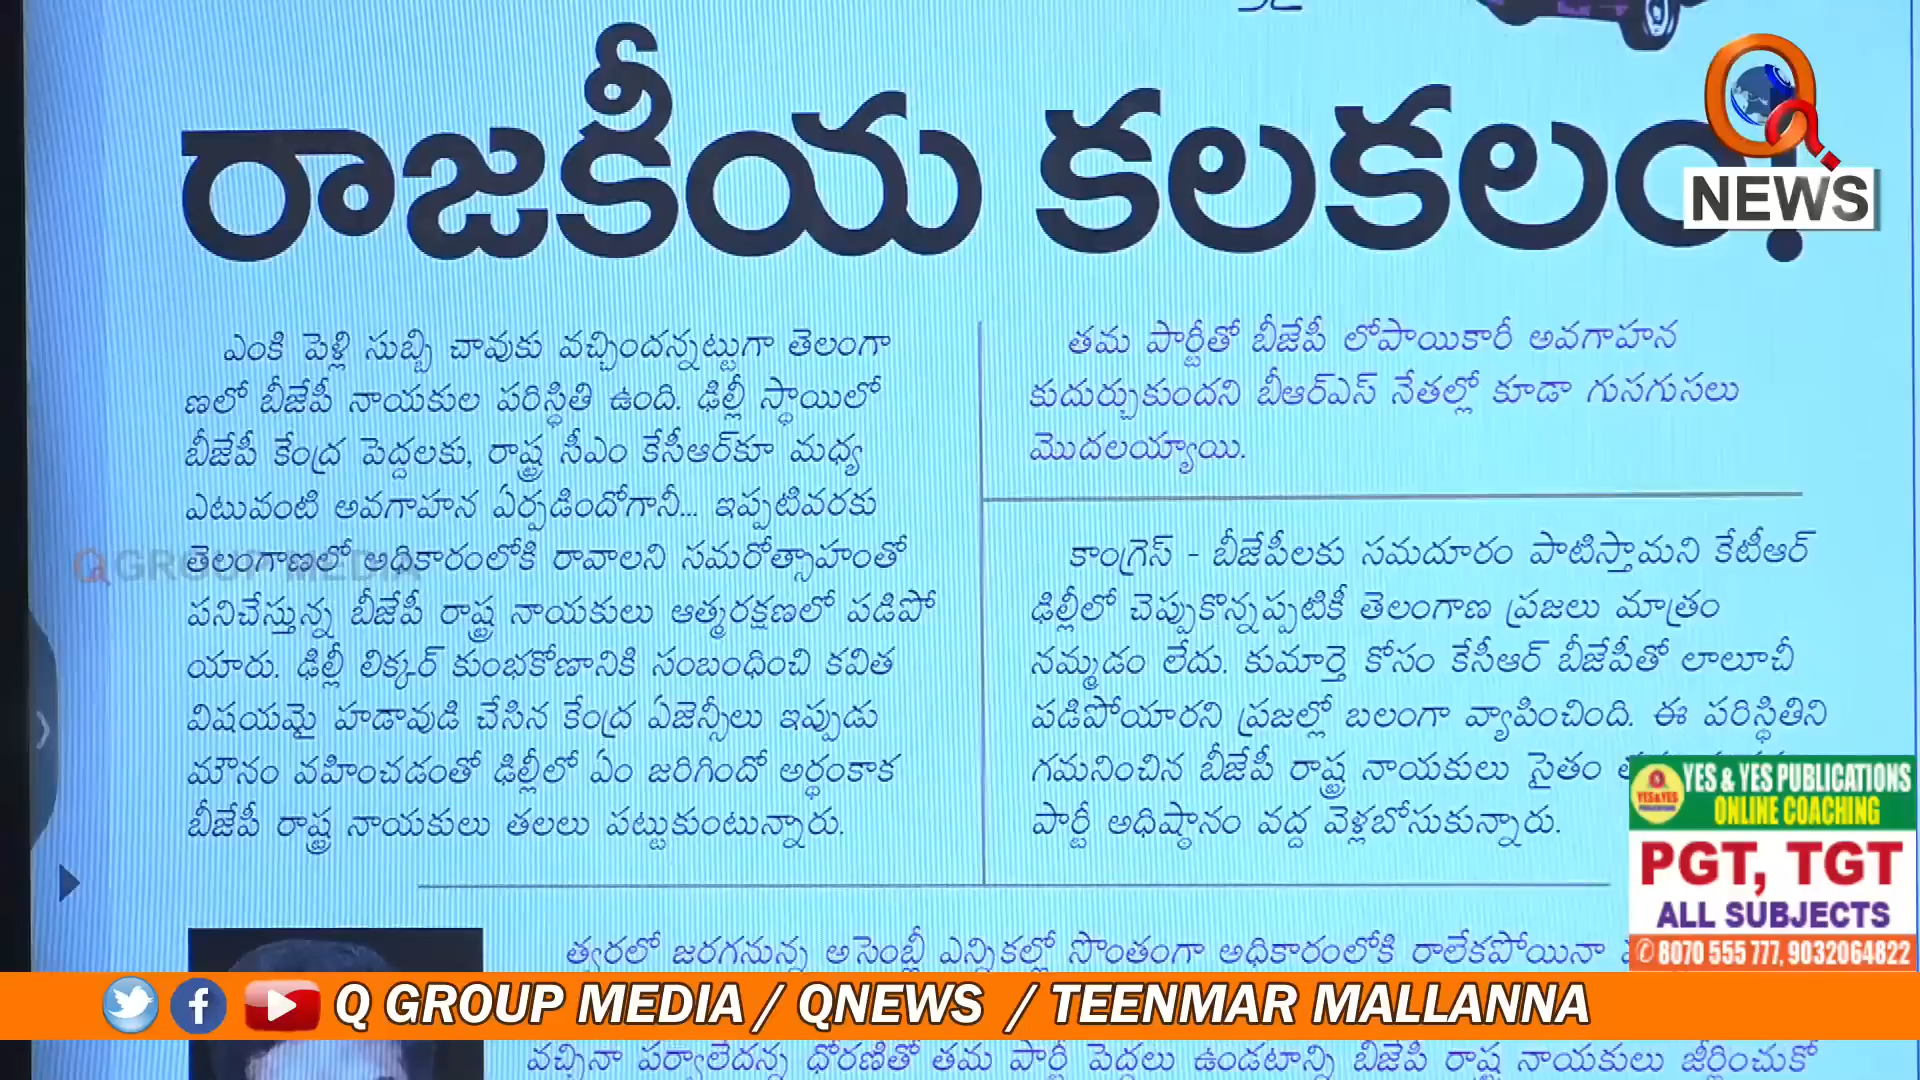 రాజకీయ కలకలం!
NEWS
ఎంకి పెళ్లి సుబ్బి చావుకు వచ్చిందన్నట్టుగా తెలంగా
ణలో బీజేపీ నాయకుల పరిస్థితి ఉంది. ఢిల్లీ స్థాయిలో
బీజేపీ కేంద్ర పెద్దలకు, రాష్ట్ర సీఎం కేసీఆర్‌కూ మధ్య
ఎటువంటి అవగాహన ఏర్పడిందోగానీ... ఇప్పటివరకు
తెలంగాణలో అధికారంలోకి రావాలని సమరోత్సాహంతో
పనిచేస్తున్న బీజేపీ రాష్ట్ర నాయకులు ఆత్మరక్షణలో పడిపో
యారు. ఢిల్లీ లిక్కర్ కుంభకోణానికి సంబంధించి కవిత
విషయమై హడావుడి చేసిన కేంద్ర ఏజెన్సీలు ఇప్పుడు
మౌనం వహించడంతో ఢిల్లీలో ఏం జరిగిందో అర్థంకాక
బీజేపీ రాష్ట్ర నాయకులు తలలు పట్టుకుంటున్నారు.
తమ పార్టీతో బీజేపీ లోపాయికారీ అవగాహన
కుదుర్చుకుందని బీఆర్ఎస్ నేతల్లో కూడా గుసగుసలు
మొదలయ్యాయి.
కాంగ్రెస్ - బీజేపీలకు సమదూరం పాటిస్తామని కేటీఆర్
ఢిల్లీలో చెప్పుకొన్నప్పటికీ తెలంగాణ ప్రజలు మాత్రం
నమ్మడం లేదు. కుమార్తె కోసం కేసీఆర్ బీజేపీతో లాలూచీ
పడిపోయారని ప్రజల్లో బలంగా వ్యాపించింది. ఈ పరిస్థితిని
గమనించిన బీజేపీ రాష్ట్ర నాయకులు సైతం
పార్టీ అధిష్ఠానం వద్ద వెళ్లబోసుకున్నారు.
Q GROUP MEDIA
త్వరలో జరగనున్న అసెంబ్లీ ఎన్నికల్లో సొంతంగా అధికారంలోకి రాలేకపోయినా
వచ్చినా పర్వాలేదన్న ధోరణితో తమ పార్టీ పెద్దలు ఉండటాన్ని బీజేపీ రాష్ట్ర నాయకులు జీర్ణించుకో
YES & YES PUBLICATIONS
ONLINE COACHING
YES&YES
PGT, TGT
ALL SUBJECTS
8070 555 777, 9032064822
Q GROUP MEDIA / QNEWS / TEENMAR MALLANNA